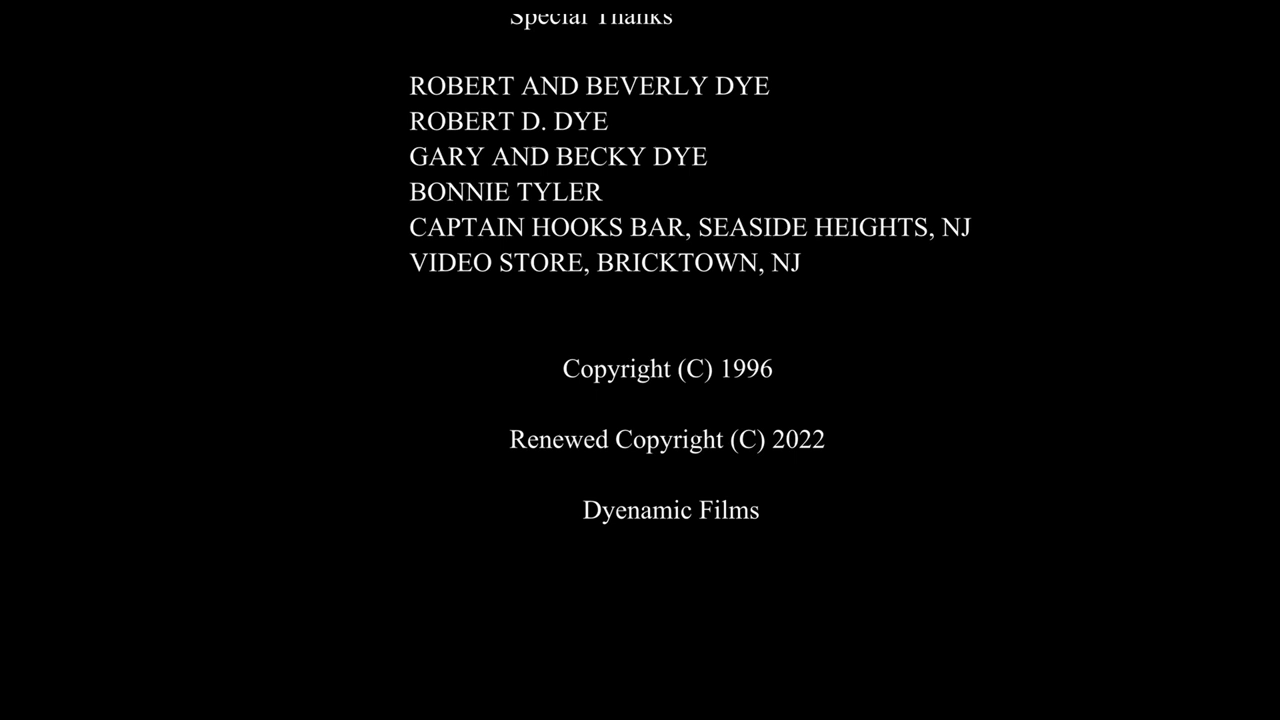 Special Thanks
ROBERT AND BEVERLY DYE
ROBERT D. DYE
GARY AND BECKY DYE
BONNIE TYLER
CAPTAIN HOOKS BAR, SEASIDE HEIGHTS, NJ
VIDEO STORE, BRICKTOWN, NJ
Copyright (C) 1996
Renewed Copyright (C) 2022
Dyenamic Films